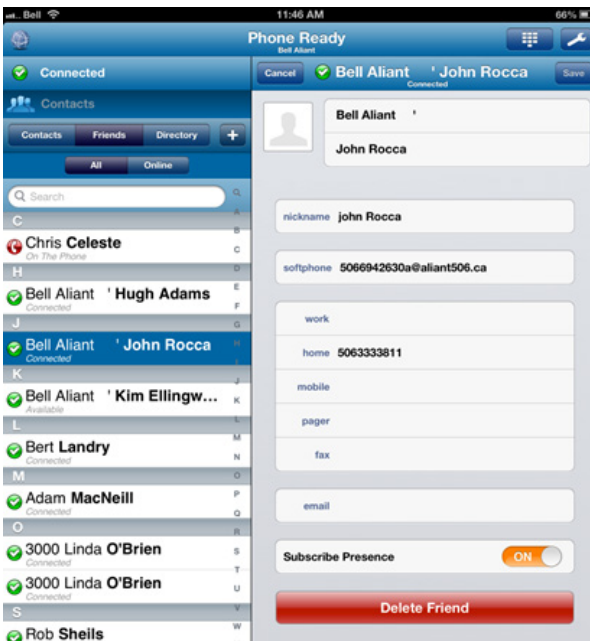 Bell
11:46 AM
66%
Phone Ready
Bell Aliant
Connected
Contacts
Contacts Friends Directory +
All Online
Search
C
Chris Celeste
On The Phone
H
Bell Aliant ' Hugh Adams
Connected
J
Bell Aliant ' John Rocca
Connected
K
Bell Aliant ' Kim Ellingw...
Available
L
Bert Landry
Connected
M
Adam MacNeill
Connected
O
3000 Linda O'Brien
Connected
3000 Linda O'Brien
Connected
S
Rob Sheils
Q
A
B
C
D
E
F
G
H
I
J
K
L
M
N
O
P
Q
R
S
T
U
V
W
Cancel Bell Aliant ' John Rocca Save
Connected
Bell Aliant '
John Rocca
nickname john Rocca
softphone 5066942630a@aliant506.ca
work
home 5063333811
mobile
pager
fax
email
Subscribe Presence ON
Delete Friend